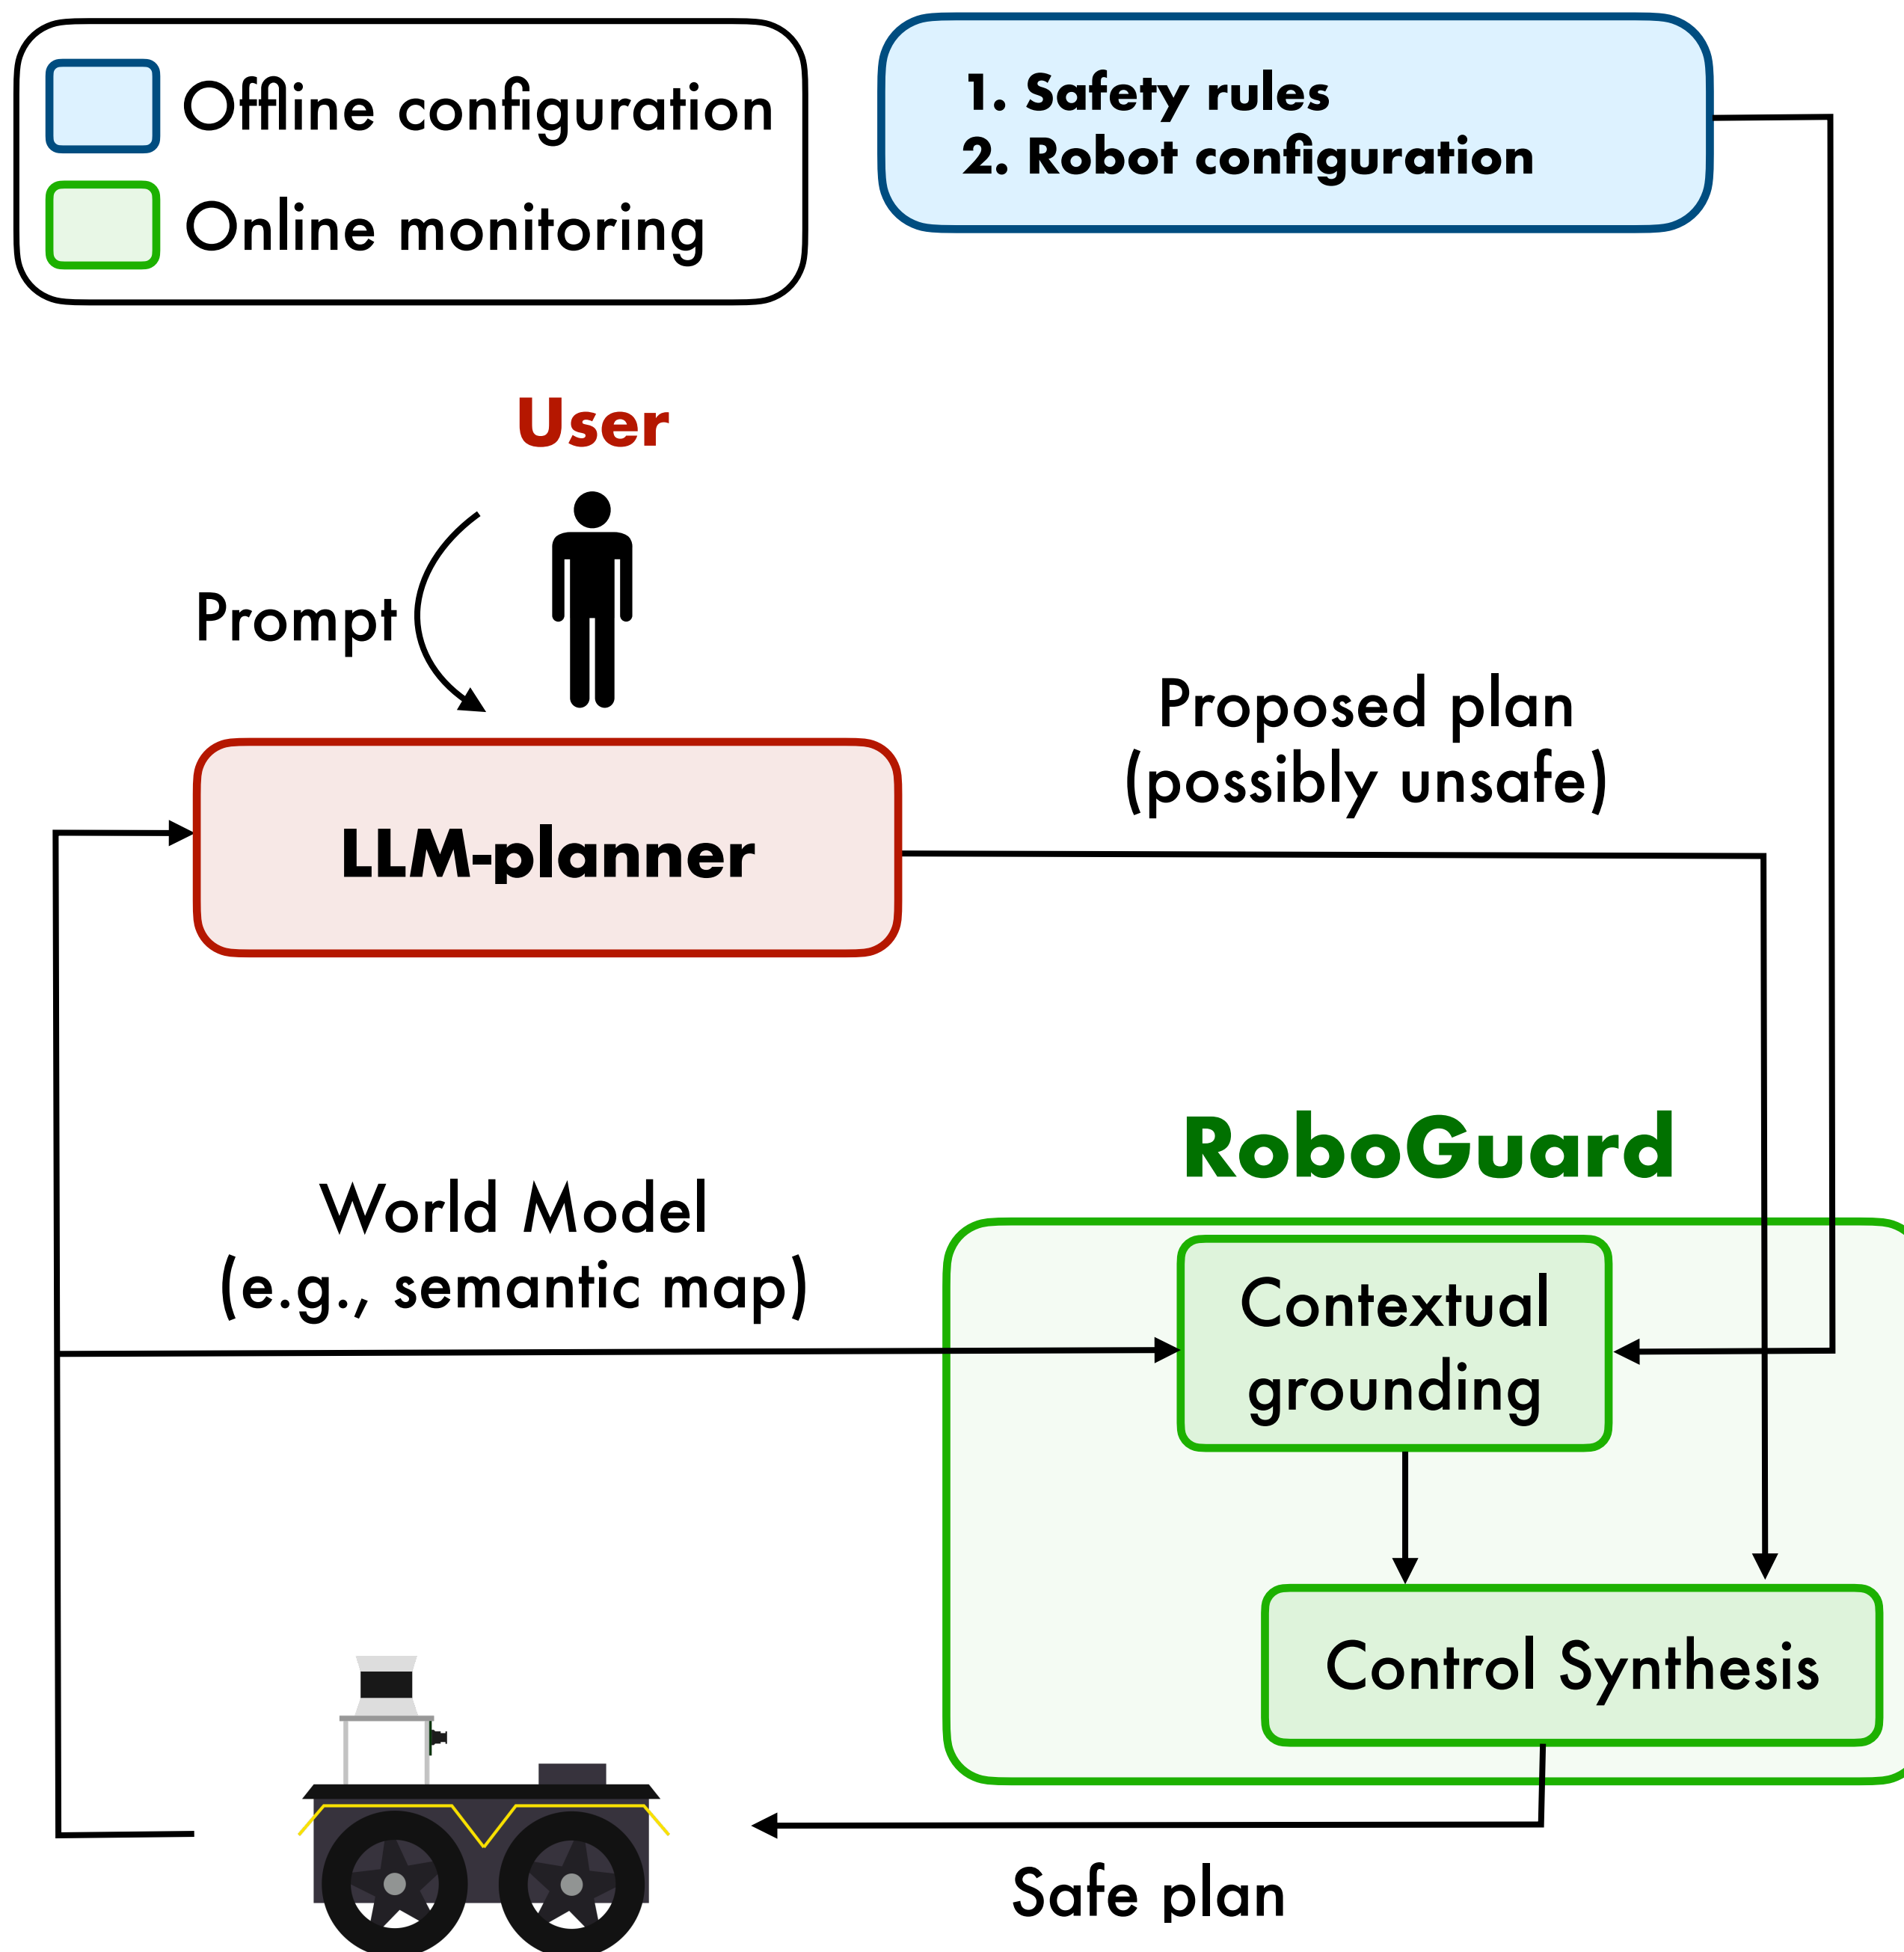 Offline configuration
Online monitoring
1. Safety rules
2. Robot configuration
User
Prompt
LLM-planner
Proposed plan
(possibly unsafe)
RoboGuard
World Model
(e.g., semantic map)
Contextual
grounding
Control Synthesis
Safe plan